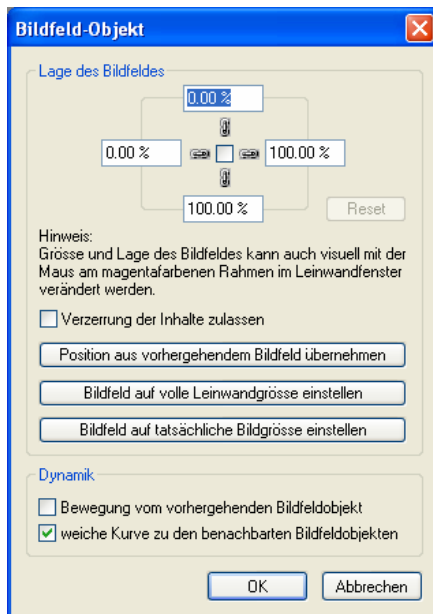 Bildfeld-Objekt
Lage des Bildfeldes
0.00 %
0.00 %
100.00 %
100.00 %
Reset
Hinweis:
Grösse und Lage des Bildfeldes kann auch visuell mit der
Maus am magentafarbenen Rahmen im Leinwandfenster
verändert werden.
Verzerrung der Inhalte zulassen
Position aus vorhergehendem Bildfeld übernehmen
Bildfeld auf volle Leinwandgrösse einstellen
Bildfeld auf tatsächliche Bildgrösse einstellen
Dynamik
Bewegung vom vorhergehenden Bildfeldobjekt
weiche Kurve zu den benachbarten Bildfeldobjekten
OK
Abbrechen